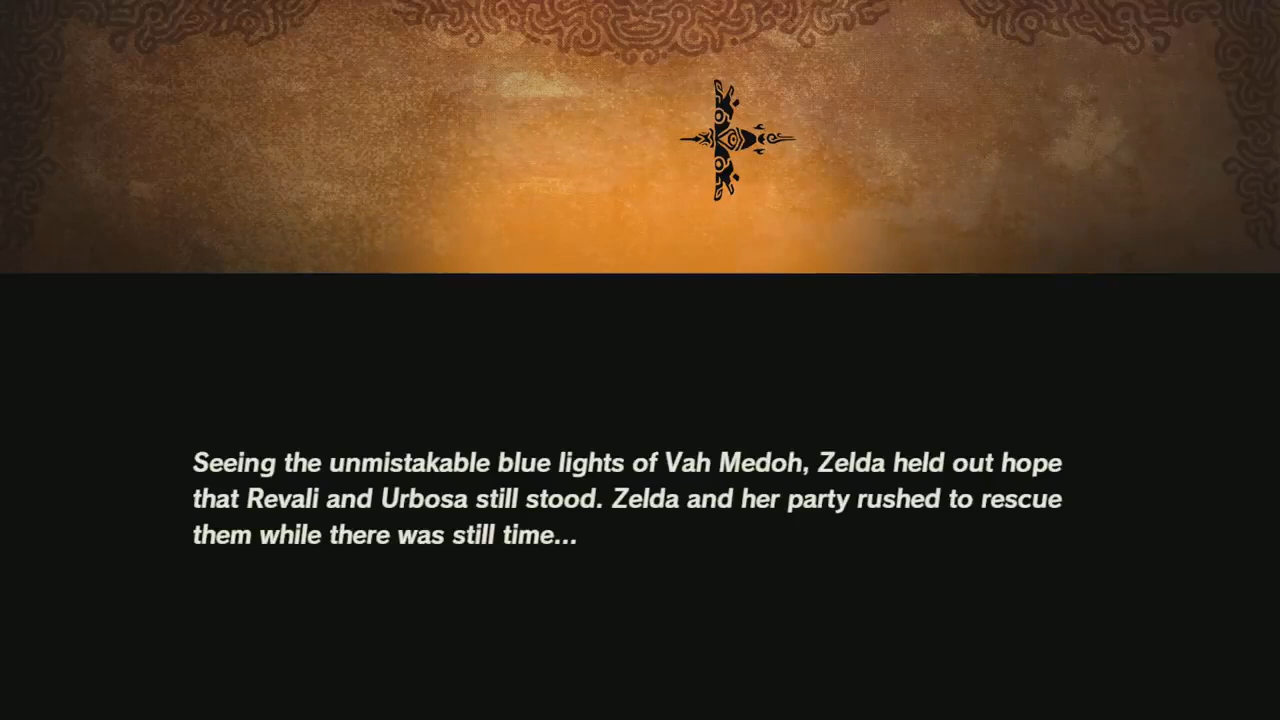 Seeing the unmistakable blue lights of Vah Medoh, Zelda held out hope
that Revali and Urbosa still stood. Zelda and her party rushed to rescue
them while there was still time...